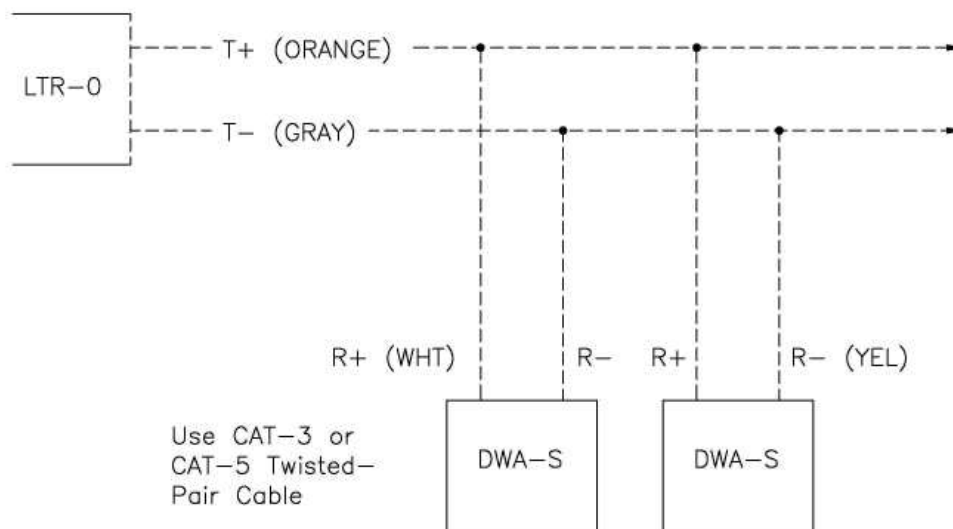 T+ (ORANGE)
LTR-0
T- (GRAY)
R+ (WHT)
R-
R+
R- (YEL)
Use CAT-3 or
CAT-5 Twisted-
Pair Cable
DWA-S
DWA-S